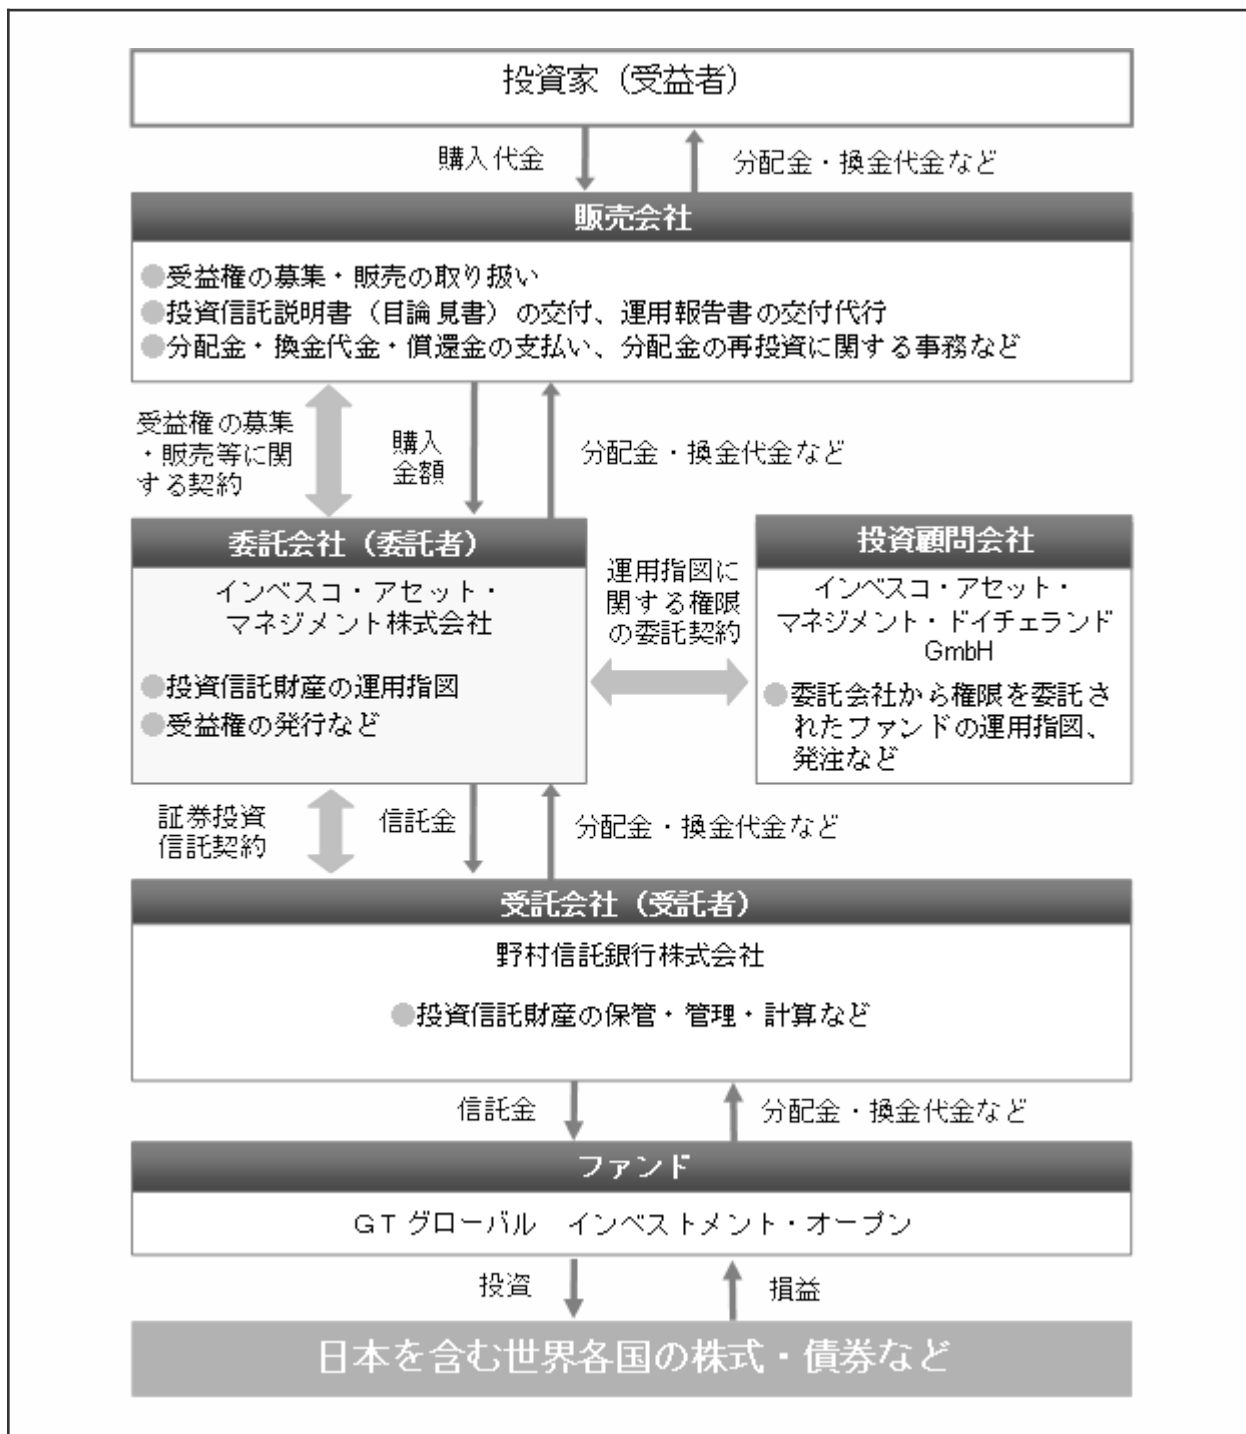 投資家（受益者）
購入代金
分配金・換金代金など
販売会社
●受益権の募集・販売の取り扱い
●投資信託説明書（目論見書）の交付、運用報告書の交付代行
●分配金・換金代金・償還金の支払い、分配金の再投資に関する事務など
受益権の募集
・販売等に関
する契約
購入
金額
分配金・換金代金など
委託会社（委託者）
インベスコ・アセット・
マネジメント株式会社
●投資信託財産の運用指図
●受益権の発行など
運用指図に
関する権限
の委託契約
投資顧問会社
インベスコ・アセット・
マネジメント・ドイチェランド
GmbH
●委託会社から権限を委託さ
れたファンドの運用指図、
発注など
証券投資
信託契約
信託金
分配金・換金代金など
受託会社（受託者）
野村信託銀行株式会社
●投資信託財産の保管・管理・計算など
信託金
分配金・換金代金など
ファンド
ＧＴ グローバル　インベストメント・オープン
投資
損益
日本を含む世界各国の株式・債券など